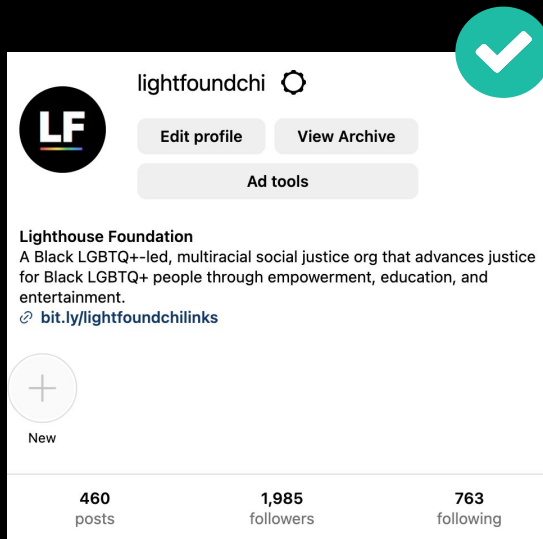 lightfoundchi
LF
Edit profile View Archive
Ad tools
Lighthouse Foundation
A Black LGBTQ+-led, multiracial social justice org that advances justice
for Black LGBTQ+ people through empowerment, education, and
entertainment.
bit.ly/lightfoundchilinks
New
460 1,985 763
posts followers following